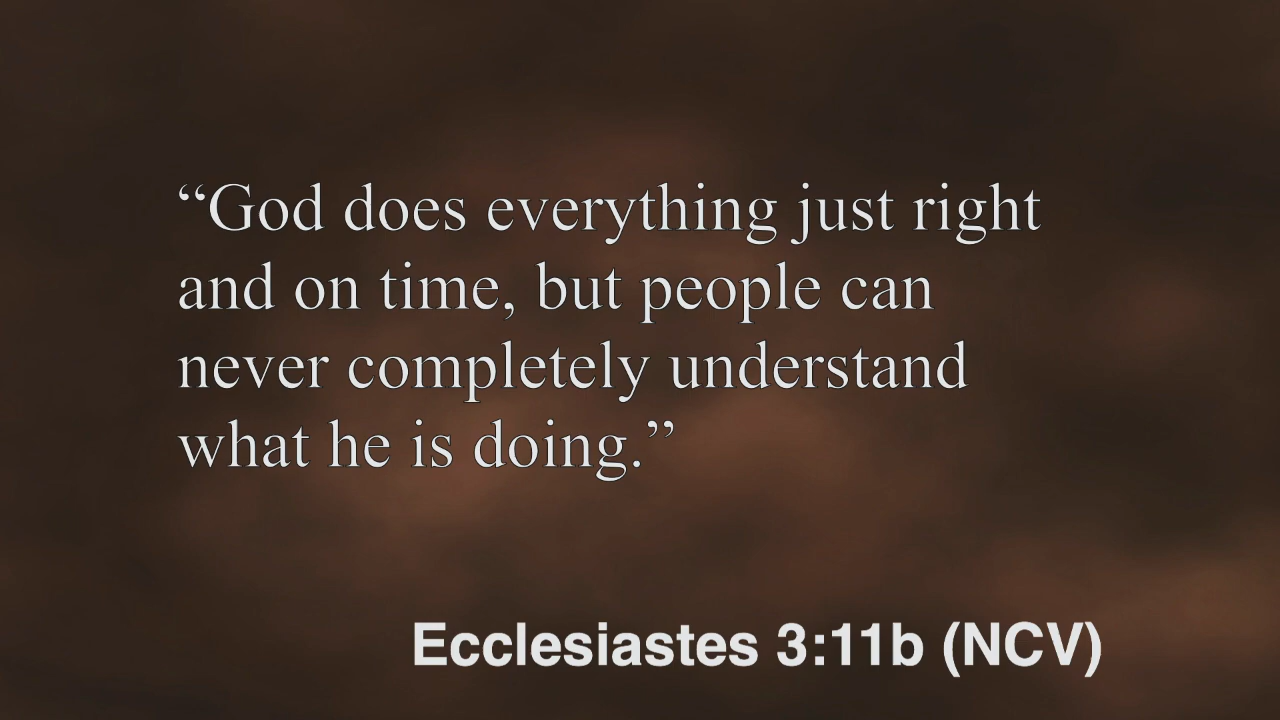 “God does everything just right
and on time, but people can
never completely understand
what he is doing.”
Ecclesiastes 3:11b (NCV)